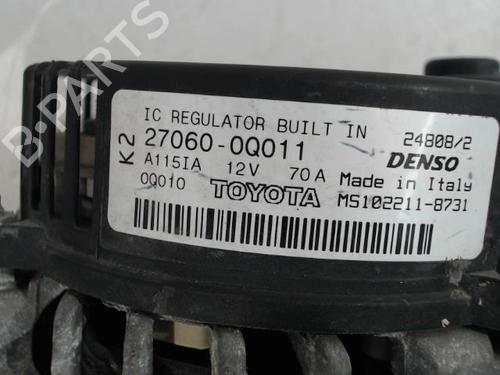 B-PARTS
IC REGULATOR BUILT IN 24808/2
K2 27060-0Q011 DENSO
A115IA 12V 70A Made in Italy
0Q010 TOYOTA MS102211-8731